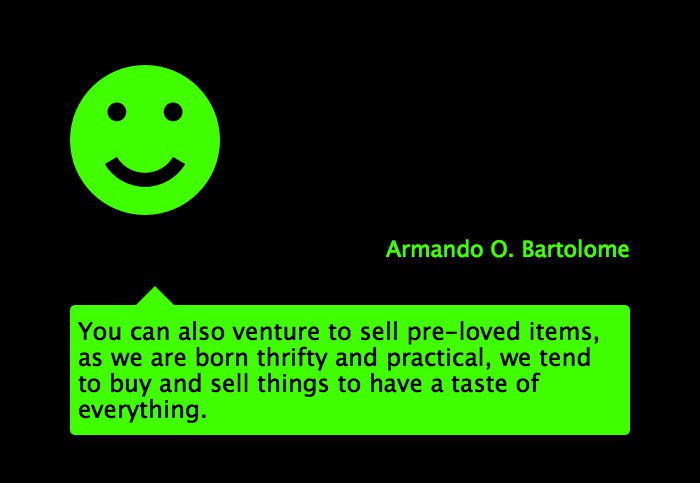 Armando O. Bartolome
You can also venture to sell pre-loved items,
as we are born thrifty and practical, we tend
to buy and sell things to have a taste of
everything.